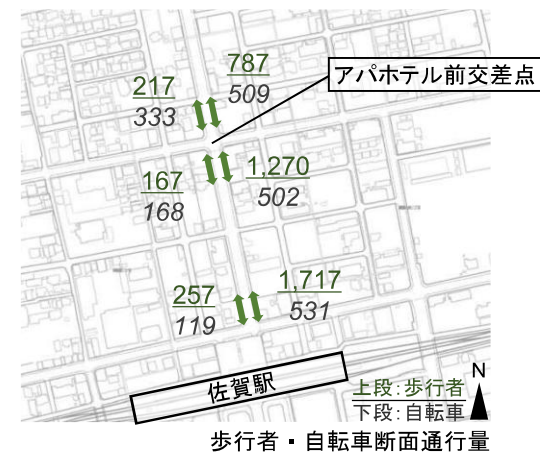 787
509
217
333
アパホテル前交差点
1,270
502
167
168
1,717
531
257
119
佐賀駅
上段：歩行者
下段：自転車
N
歩行者・自転車断面通行量